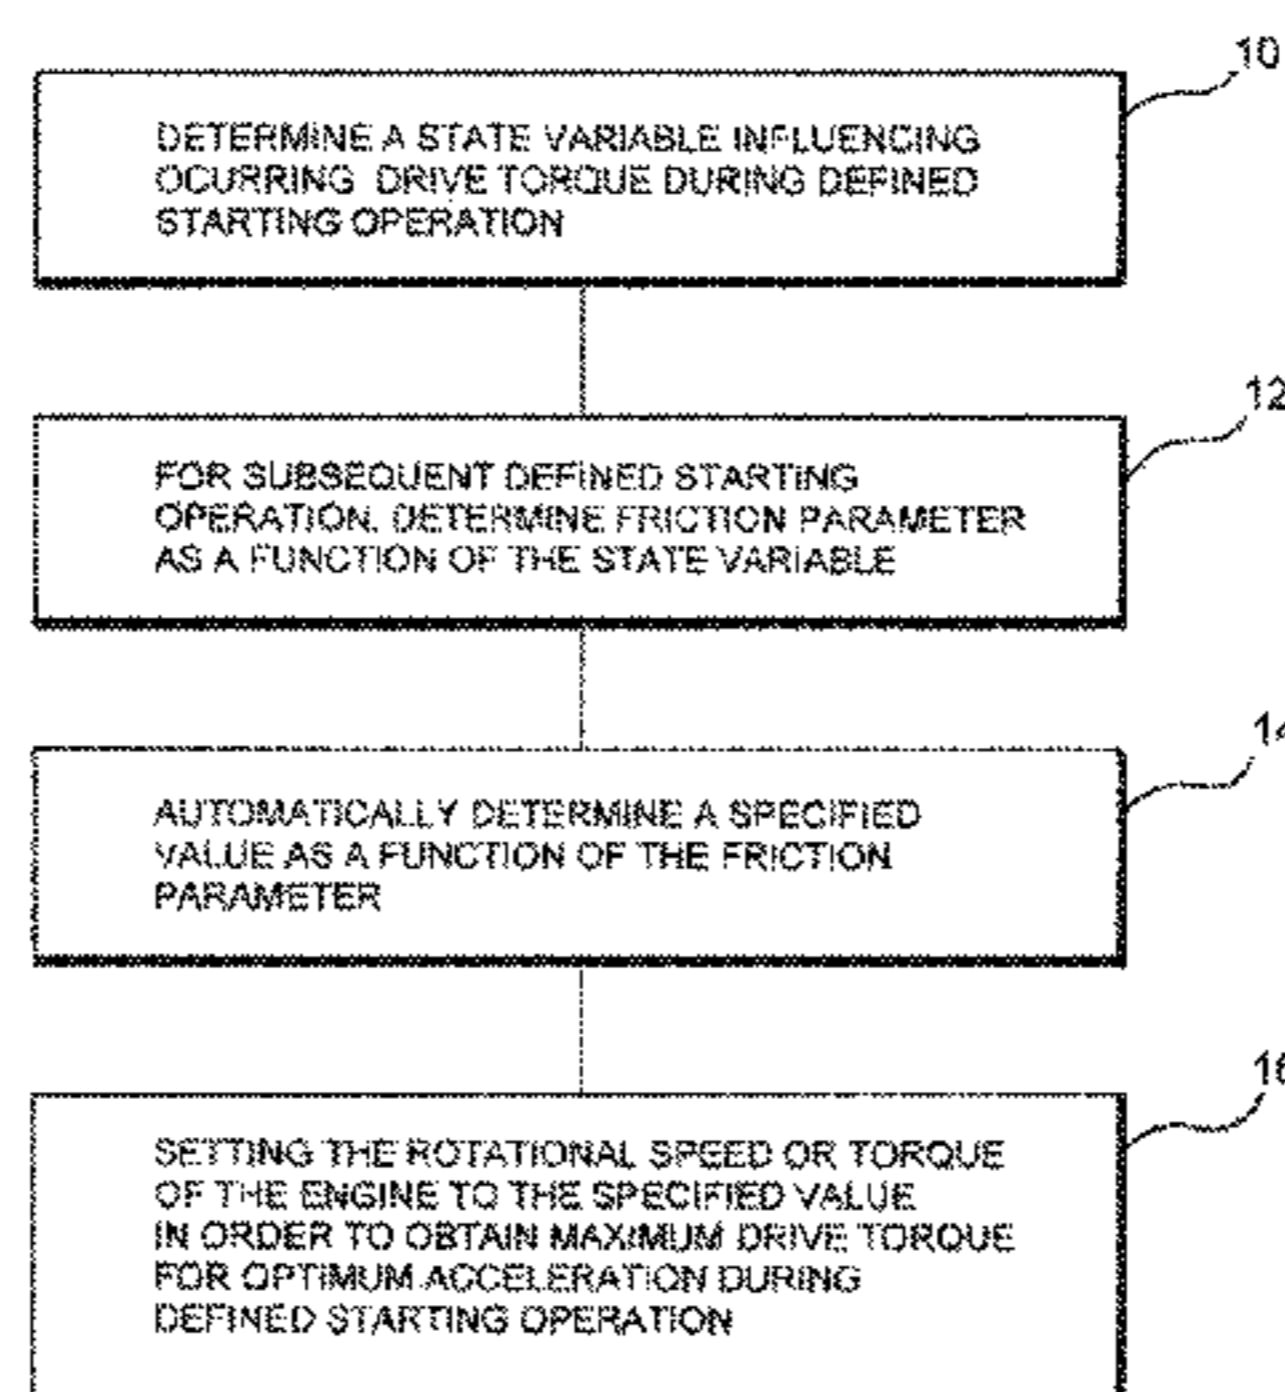 10
DETERMINE A STATE VARIABLE INFLUENCING
OCURRING DRIVE TORQUE DURING DEFINED
STARTING OPERATION
12
FOR SUBSEQUENT DEFINED STARTING
OPERATION, DETERMINE FRICTION PARAMETER
AS A FUNCTION OF THE STATE VARIABLE
14
AUTOMATICALLY DETERMINE A SPECIFIED
VALUE AS A FUNCTION OF THE FRICTION
PARAMETER
16
SETTING THE ROTATIONAL SPEED OR TORQUE
OF THE ENGINE TO THE SPECIFIED VALUE
IN ORDER TO OBTAIN MAXIMUM DRIVE TORQUE
FOR OPTIMUM ACCELERATION DURING
DEFINED STARTING OPERATION